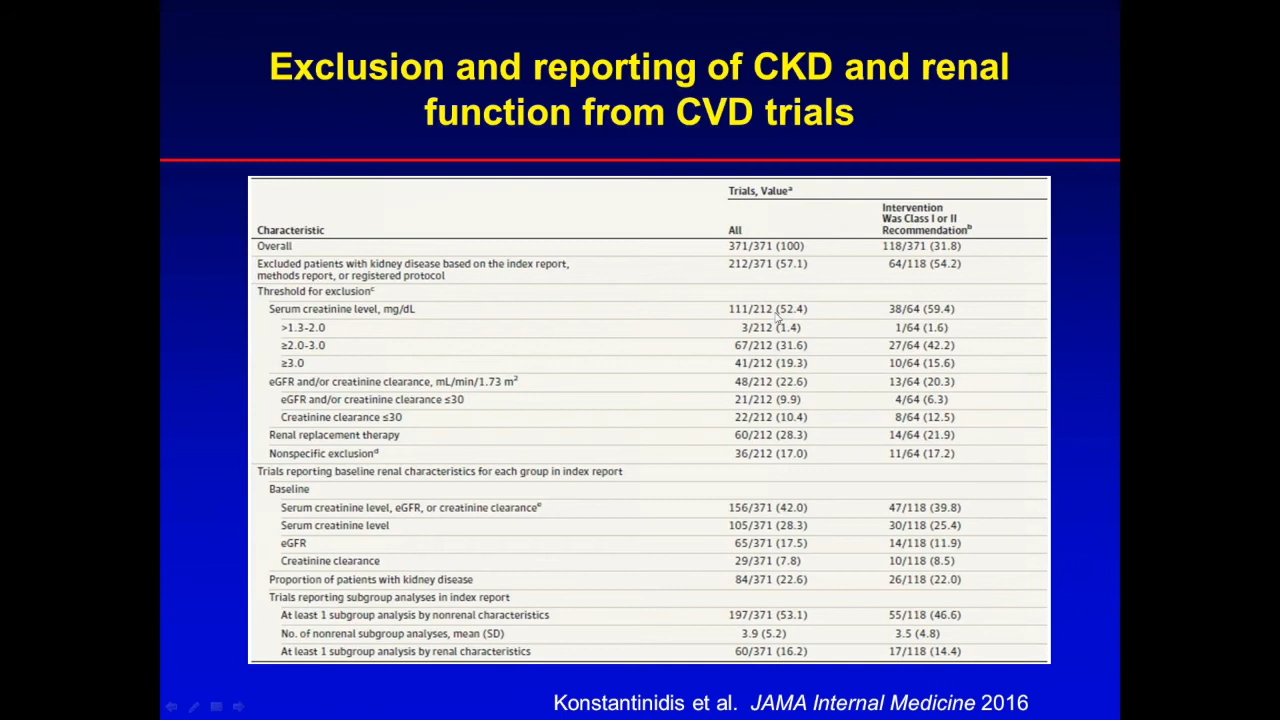 Exclusion and reporting of CKD and renal
function from CVD trials
Trials, Valueᵃ
Intervention
Was Class I or II
Characteristic All Recommendationᵇ
Overall 371/371 (100) 118/371 (31.8)
Excluded patients with kidney disease based on the index report, 212/371 (57.1) 64/118 (54.2)
methods report, or registered protocol
Threshold for exclusionᶜ
Serum creatinine level, mg/dL 111/212 (52.4) 38/64 (59.4)
>1.3-2.0 3/212 (1.4) 1/64 (1.6)
≥2.0-3.0 67/212 (31.6) 27/64 (42.2)
≥3.0 41/212 (19.3) 10/64 (15.6)
eGFR and/or creatinine clearance, mL/min/1.73 m² 48/212 (22.6) 13/64 (20.3)
eGFR and/or creatinine clearance ≤30 21/212 (9.9) 4/64 (6.3)
Creatinine clearance ≤30 22/212 (10.4) 8/64 (12.5)
Renal replacement therapy 60/212 (28.3) 14/64 (21.9)
Nonspecific exclusionᵈ 36/212 (17.0) 11/64 (17.2)
Trials reporting baseline renal characteristics for each group in index report
Baseline
Serum creatinine level, eGFR, or creatinine clearanceᵉ 156/371 (42.0) 47/118 (39.8)
Serum creatinine level 105/371 (28.3) 30/118 (25.4)
eGFR 65/371 (17.5) 14/118 (11.9)
Creatinine clearance 29/371 (7.8) 10/118 (8.5)
Proportion of patients with kidney disease 84/371 (22.6) 26/118 (22.0)
Trials reporting subgroup analyses in index report
At least 1 subgroup analysis by nonrenal characteristics 197/371 (53.1) 55/118 (46.6)
No. of nonrenal subgroup analyses, mean (SD) 3.9 (5.2) 3.5 (4.8)
At least 1 subgroup analysis by renal characteristics 60/371 (16.2) 17/118 (14.4)
Konstantinidis et al. JAMA Internal Medicine 2016